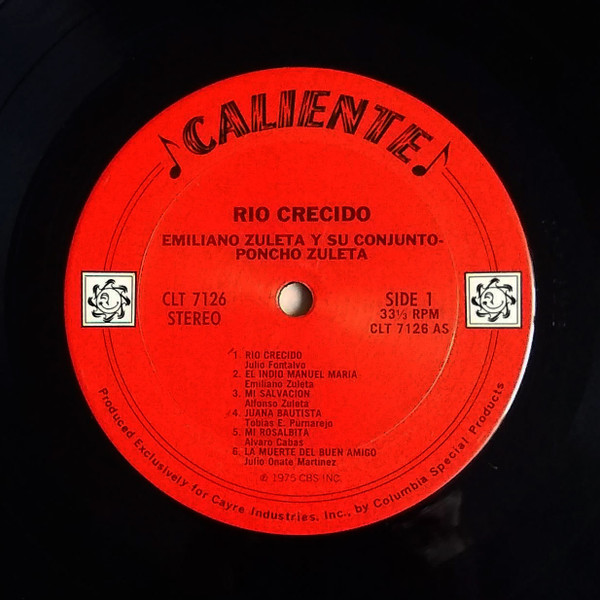 CALIENTE
RIO CRECIDO
EMILIANO ZULETA Y SU CONJUNTO-
PONCHO ZULETA
CLT 7126
STEREO
SIDE 1
33⅓ RPM
CLT 7126 AS
1. RIO CRECIDO
Julio Fontalvo
2. EL INDIO MANUEL MARIA
Emiliano Zuleta
3. MI SALVACION
Alfonso Zuleta
4. JUANA BAUTISTA
Tobias E. Pumarejo
5. MI ROSALBITA
Alvaro Cabas
6. LA MUERTE DEL BUEN AMIGO
Julio Onate Martinez
℗ 1975 CBS INC.
Produced Exclusively for Cayre Industries, Inc., by Columbia Special Products